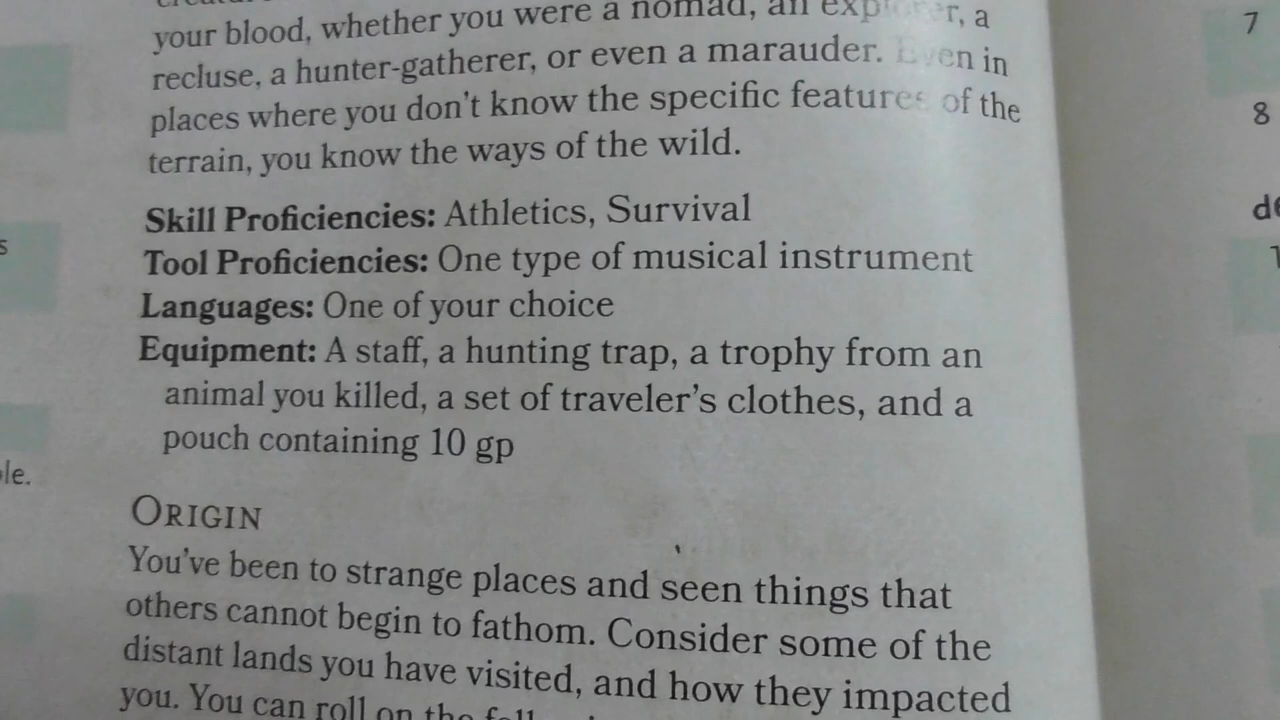 your blood, whether you were a nomad, an explorer, a
recluse, a hunter-gatherer, or even a marauder. Even in
places where you don't know the specific features of the
terrain, you know the ways of the wild.
Skill Proficiencies: Athletics, Survival
Tool Proficiencies: One type of musical instrument
Languages: One of your choice
Equipment: A staff, a hunting trap, a trophy from an
animal you killed, a set of traveler's clothes, and a
pouch containing 10 gp
ORIGIN
You've been to strange places and seen things that
others cannot begin to fathom. Consider some of the
distant lands you have visited, and how they impacted
you. You can roll on the
7
8